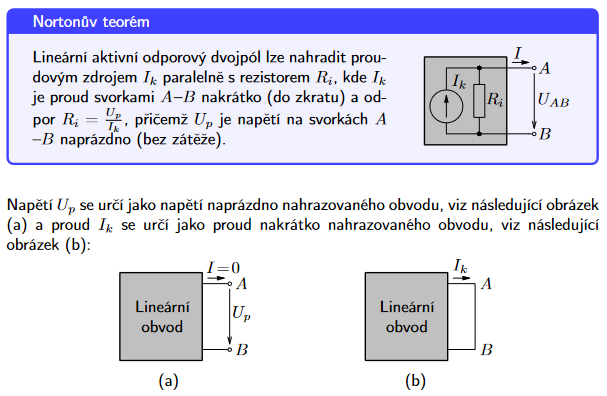 Nortonův teorém
Lineární aktivní odporový dvojpól lze nahradit prou-
dovým zdrojem I_k paralelně s rezistorem R_i, kde I_k
je proud svorkami A–B nakrátko (do zkratu) a od-
por R_i = U_p/I_k, přičemž U_p je napětí na svorkách A
–B naprázdno (bez zátěže).
I
A
I_k
R_i
U_AB
B
Napětí U_p se určí jako napětí naprázdno nahrazovaného obvodu, viz následující obrázek
(a) a proud I_k se určí jako proud nakrátko nahrazovaného obvodu, viz následující
obrázek (b):
I=0
A
Lineární
obvod
U_p
B
(a)
I_k
A
Lineární
obvod
B
(b)